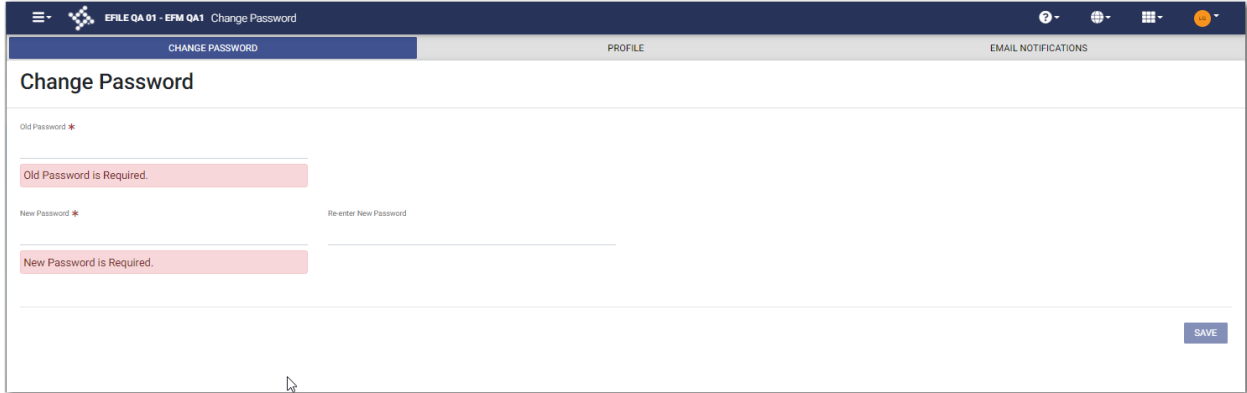 EFILE QA 01 - EFM QA1 Change Password
CHANGE PASSWORD PROFILE EMAIL NOTIFICATIONS
Change Password
Old Password *
Old Password is Required.
New Password * Re-enter New Password
New Password is Required.
SAVE